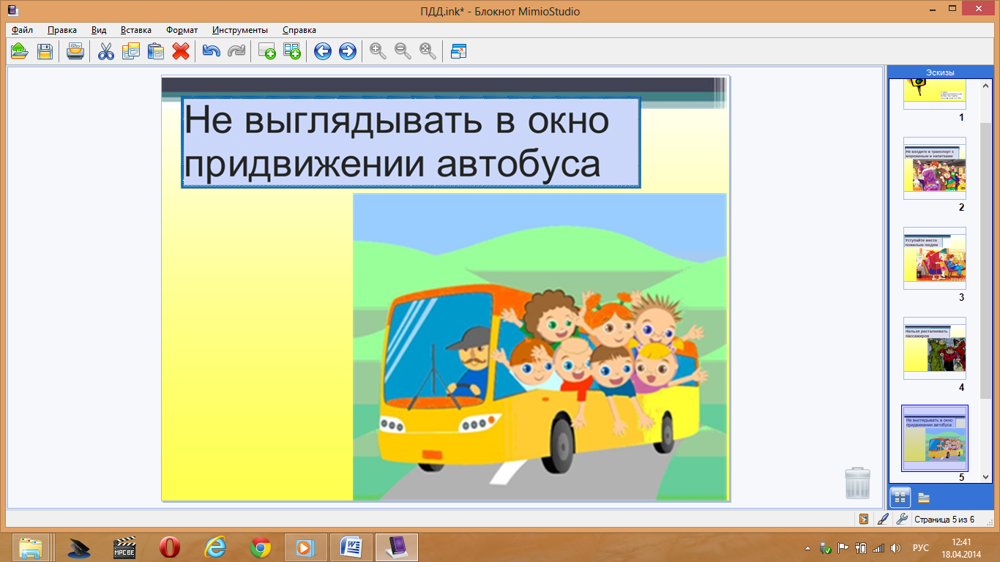 ПДД.ink* - Блокнот MimioStudio
Файл Правка Вид Вставка Формат Инструменты Справка
Не выглядывать в окно
придвижении автобуса
Эскизы
1
Не входите в транспорт с
мороженым и напитками
2
Уступайте места
пожилым людям
3
Нельзя расталкивать
пассажиров
4
Не выглядывать в окно
придвижении автобуса
5
Страница 5 из 6
MPC BE
РУС
12:41
18.04.2014